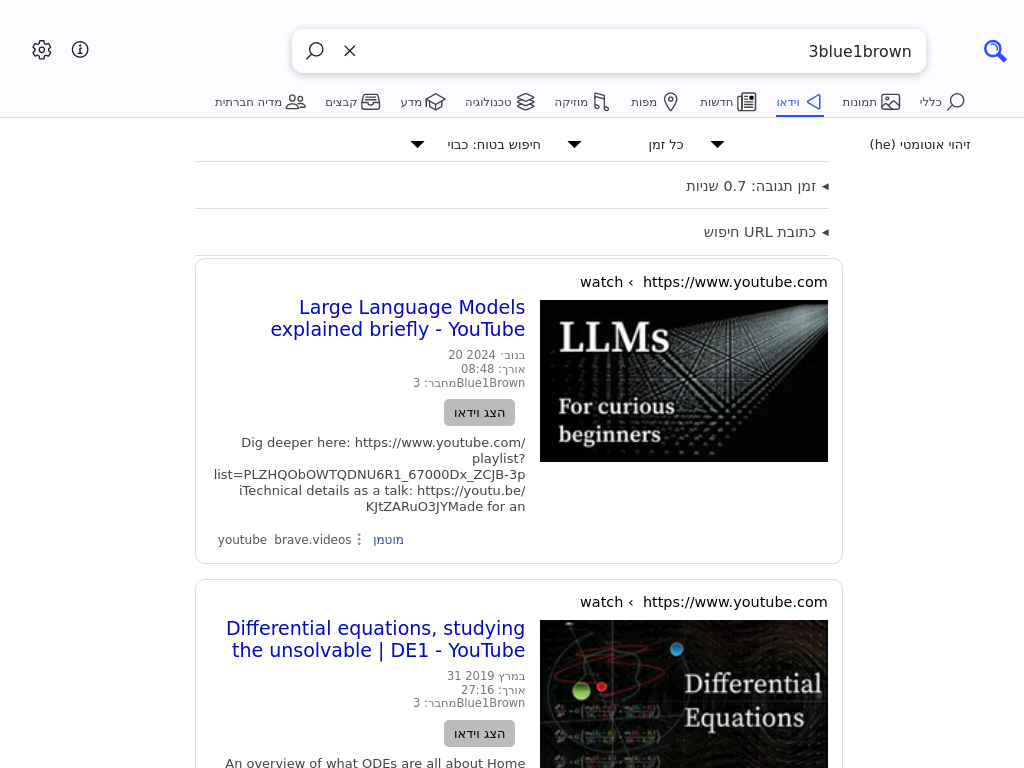 3blue1brown
כללי
תמונות
וידאו
חדשות
מפות
מוזיקה
טכנולוגיה
מדע
קבצים
מדיה חברתית
זיהוי אוטומטי (he)
כל זמן
חיפוש בטוח: כבוי
זמן תגובה: 0.7 שניות
כתובת URL חיפוש
https://www.youtube.com › watch
LLMs
For curious
beginners
Large Language Models
explained briefly - YouTube
20 בנוב׳ 2024
אורך: 08:48
מחבר: 3Blue1Brown
הצג וידאו
Dig deeper here: https://www.youtube.com/
playlist?
list=PLZHQObOWTQDNU6R1_67000Dx_ZCJB-3p
iTechnical details as a talk: https://youtu.be/
KJtZARuO3JYMade for an
youtube brave.videos מוטמן
https://www.youtube.com › watch
Differential
Equations
Differential equations, studying
the unsolvable | DE1 - YouTube
31 במרץ 2019
אורך: 27:16
מחבר: 3Blue1Brown
הצג וידאו
An overview of what ODEs are all about Home